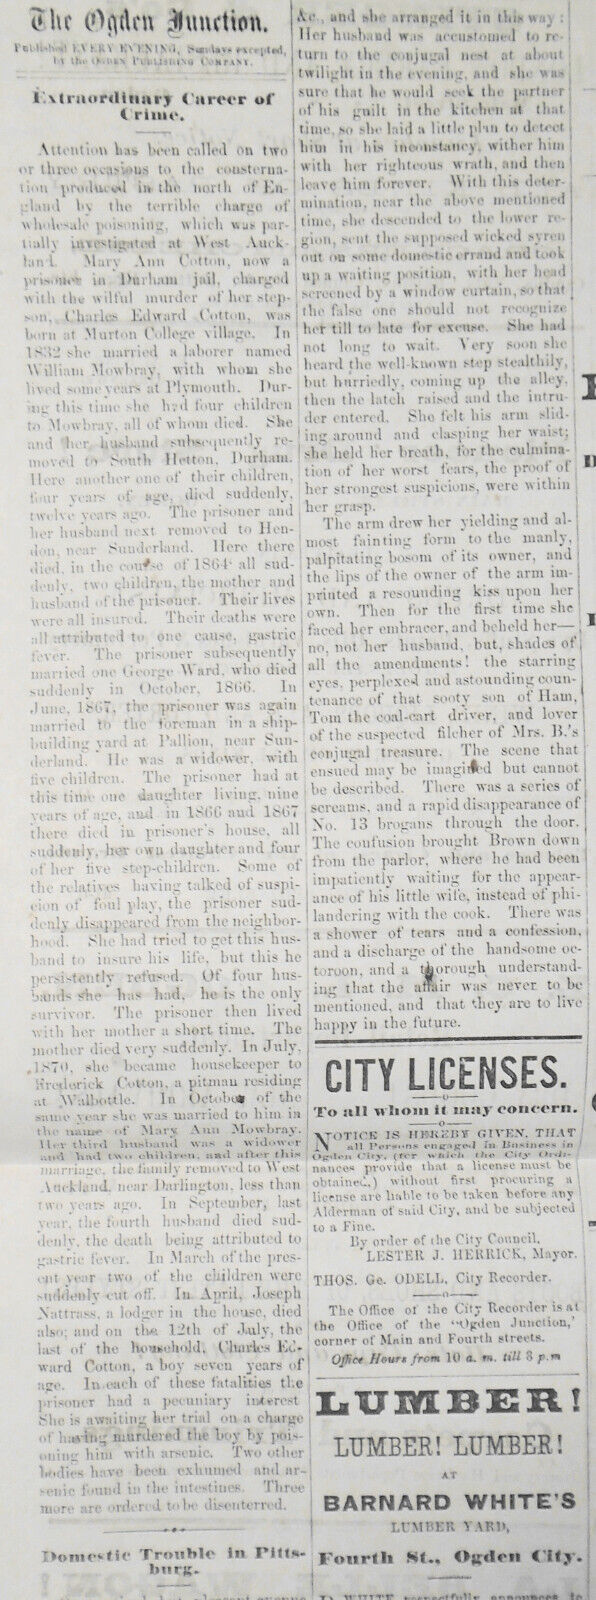 The Ogden Junction.
Published EVERY EVENING, Sundays excepted,
by the OGDEN PUBLISHING COMPANY.
Extraordinary Career of
Crime.
Attention has been called on two
or three occasions to the consterna-
tion produced in the north of En-
gland by the terrible charge of
wholesale poisoning, which was par-
tially investigated at West Auck-
land. Mary Ann Cotton, now a
prisoner in Durham jail, charged
with the wilful murder of her step-
son, Charles Edward Cotton, was
born at Murton College village. In
1832 she married a laborer named
William Mowbray, with whom she
lived some years at Plymouth. Dur-
ing this time she had four children
to Mowbray, all of whom died. She
and her husband subsequently re-
moved to South Hetton, Durham.
Here another one of their children,
four years of age, died suddenly,
twelve years ago. The prisoner and
her husband next removed to Hen-
don, near Sunderland. Here there
died, in the course of 1864 all sud-
denly, two children, the mother and
husband of the prisoner. Their lives
were all insured. Their deaths were
all attributed to one cause, gastric
fever. The prisoner subsequently
married one George Ward, who died
suddenly in October, 1866. In
June, 1867, the prisoner was again
married to the foreman in a ship-
building yard at Pallion, near Sun-
derland. He was a widower, with
five children. The prisoner had at
this time one daughter living, nine
years of age, and in 1866 and 1867
there died in prisoner's house, all
suddenly, her own daughter and four
of her five step-children. Some of
the relatives having talked of suspi-
cion of foul play, the prisoner sud-
denly disappeared from the neighbor-
hood. She had tried to get this hus-
band to insure his life, but this he
persistently refused. Of four hus-
bands she has had, he is the only
survivor. The prisoner then lived
with her mother a short time. The
mother died very suddenly. In July,
1870, she became housekeeper to
Frederick Cotton, a pitman residing
at Walbottle. In October of the
same year she was married to him in
the name of Mary Ann Mowbray.
Her third husband was a widower
and had two children, and after this
marriage, the family removed to West
Auckland, near Darlington, less than
two years ago. In September, last
year, the fourth husband died sud-
denly, the death being attributed to
gastric fever. In March of the pres-
ent year two of the children were
suddenly cut off. In April, Joseph
Nattrass, a lodger in the house, died
also; and on the 12th of July, the
last of the household, Charles Ed-
ward Cotton, a boy seven years of
age. In each of these fatalities the
prisoner had a pecuniary interest
She is awaiting her trial on a charge
of having murdered the boy by pois-
oning him with arsenic. Two other
bodies have been exhumed and ar-
senic found in the intestines. Three
more are ordered to be disenterred.
Domestic Trouble in Pitts-
burg.
&c., and she arranged it in this way:
Her husband was accustomed to re-
turn to the conjugal nest at about
twilight in the evening, and she was
sure that he would seek the partner
of his guilt in the kitchen at that
time, so she laid a little plan to detect
him in his inconstancy, wither him
with her righteous wrath, and then
leave him forever. With this deter-
mination, near the above mentioned
time, she descended to the lower re-
gion, sent the supposed wicked syren
out on some domestic errand and took
up a waiting position, with her head
screened by a window curtain, so that
the false one should not recognize
her till to late for excuse. She had
not long to wait. Very soon she
heard the well-known step stealthily,
but hurriedly, coming up the alley,
then the latch raised and the intru-
der entered. She felt his arm slid-
ing around and clasping her waist;
she held her breath, for the culmina-
tion of her worst fears, the proof of
her strongest suspicions, were within
her grasp.
The arm drew her yielding and al-
most fainting form to the manly,
palpitating bosom of its owner, and
the lips of the owner of the arm im-
printed a resounding kiss upon her
own. Then for the first time she
faced her embracer, and beheld her—
no, not her husband, but, shades of
all the amendments! the starring
eyes, perplexed and astounding coun-
tenance of that sooty son of Ham,
Tom the coal-cart driver, and lover
of the suspected filcher of Mrs. B.'s
conjugal treasure. The scene that
ensued may be imagined but cannot
be described. There was a series of
screams, and a rapid disappearance of
No. 13 brogans through the door.
The confusion brought Brown down
from the parlor, where he had been
impatiently waiting for the appear-
ance of his little wife, instead of phi-
landering with the cook. There was
a shower of tears and a confession,
and a discharge of the handsome oc-
toroon, and a thorough understand-
ing that the affair was never to be
mentioned, and that they are to live
happy in the future.
CITY LICENSES.
To all whom it may concern.
NOTICE IS HEREBY GIVEN, THAT
all Persons engaged in Business in
Ogden City, (for which the City Ordi-
nances provide that a license must be
obtained,) without first procuring a
license are liable to be taken before any
Alderman of said City, and be subjected
to a Fine.
By order of the City Council,
LESTER J. HERRICK, Mayor.
THOS. Ge. ODELL, City Recorder.
The Office of the City Recorder is at
the Office of the "Ogden Junction,'
corner of Main and Fourth streets.
Office Hours from 10 a. m. till 3 p.m
LUMBER!
LUMBER! LUMBER!
AT
BARNARD WHITE'S
LUMBER YARD,
Fourth St., Ogden City.